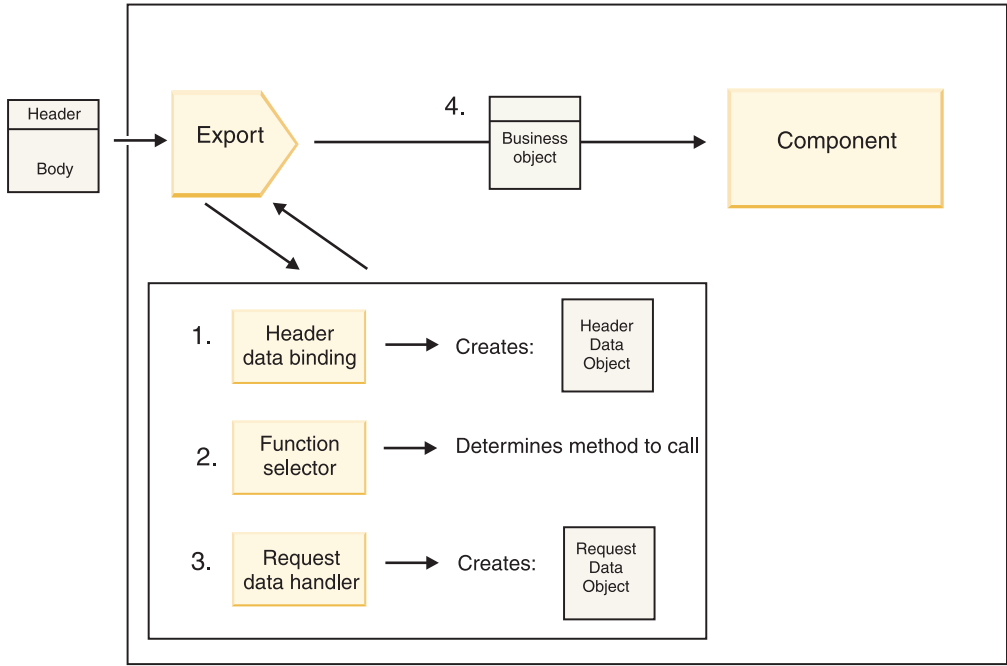 Header
Body
Export
4.
Business
object
Component
1.
Header
data binding
Creates:
Header
Data
Object
2.
Function
selector
Determines method to call
3.
Request
data handler
Creates:
Request
Data
Object